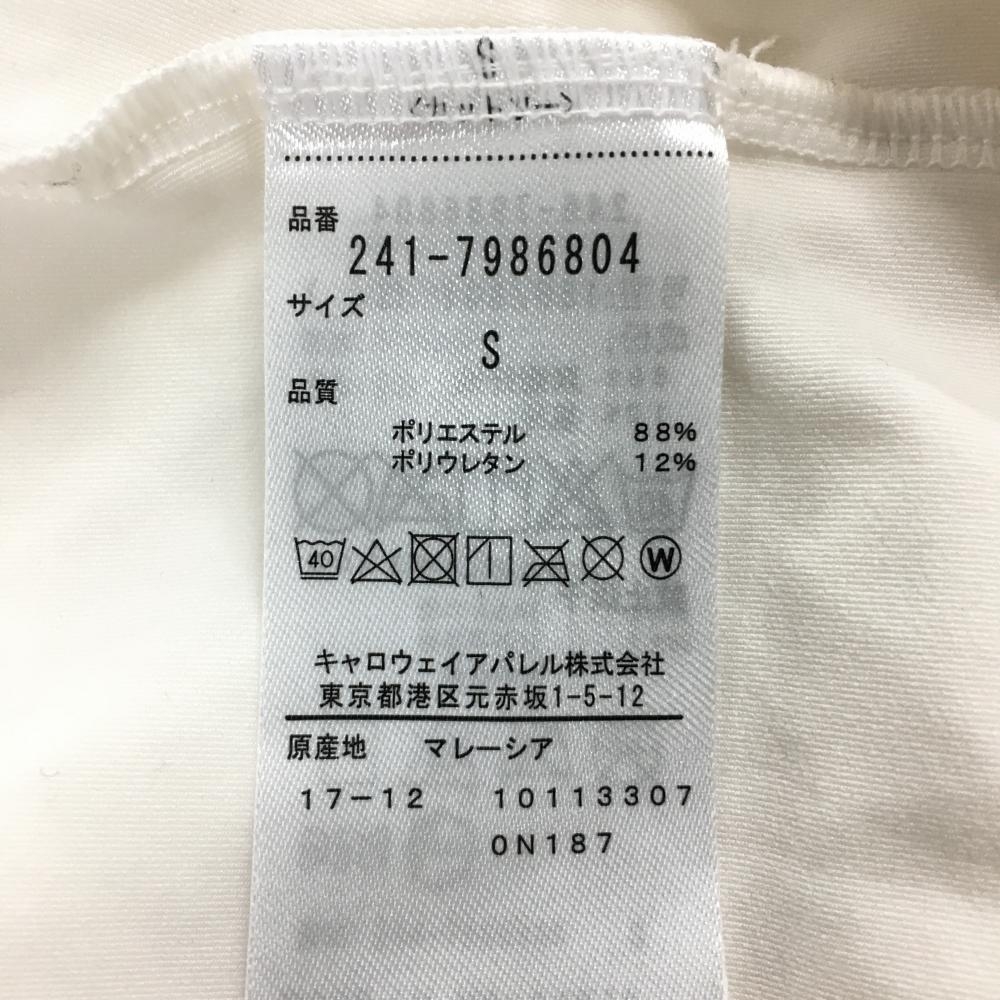 品番
241-7986804
サイズ
S
品質
ポリエステル 88%
ポリウレタン 12%
40
W
キャロウェイアパレル株式会社
東京都港区元赤坂1-5-12
原産地 マレーシア
17-12 10113307
0N187